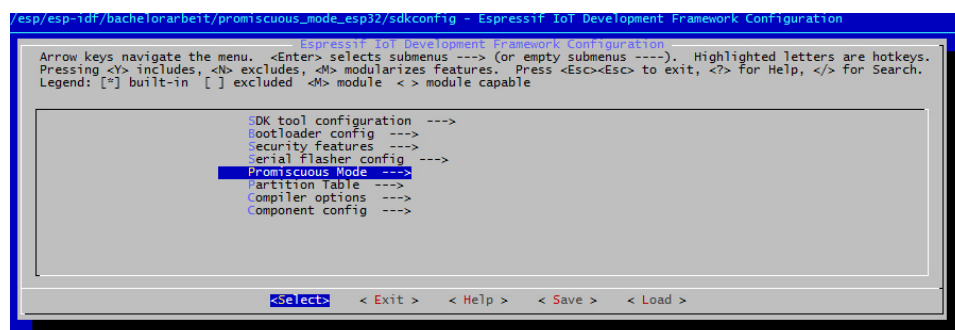 /esp/esp-idf/bachelorarbeit/promiscuous_mode_esp32/sdkconfig - Espressif IoT Development Framework Configuration
Espressif IoT Development Framework Configuration
Arrow keys navigate the menu.  <Enter> selects submenus ---> (or empty submenus ----).  Highlighted letters are hotkeys.
Pressing <Y> includes, <N> excludes, <M> modularizes features.  Press <Esc><Esc> to exit, <?> for Help, </> for Search.
Legend: [*] built-in  [ ] excluded  <M> module  < > module capable
SDK tool configuration  --->
Bootloader config  --->
Security features  --->
Serial flasher config  --->
Promiscuous Mode  --->
Partition Table  --->
Compiler options  --->
Component config  --->
<Select>    < Exit >    < Help >    < Save >    < Load >